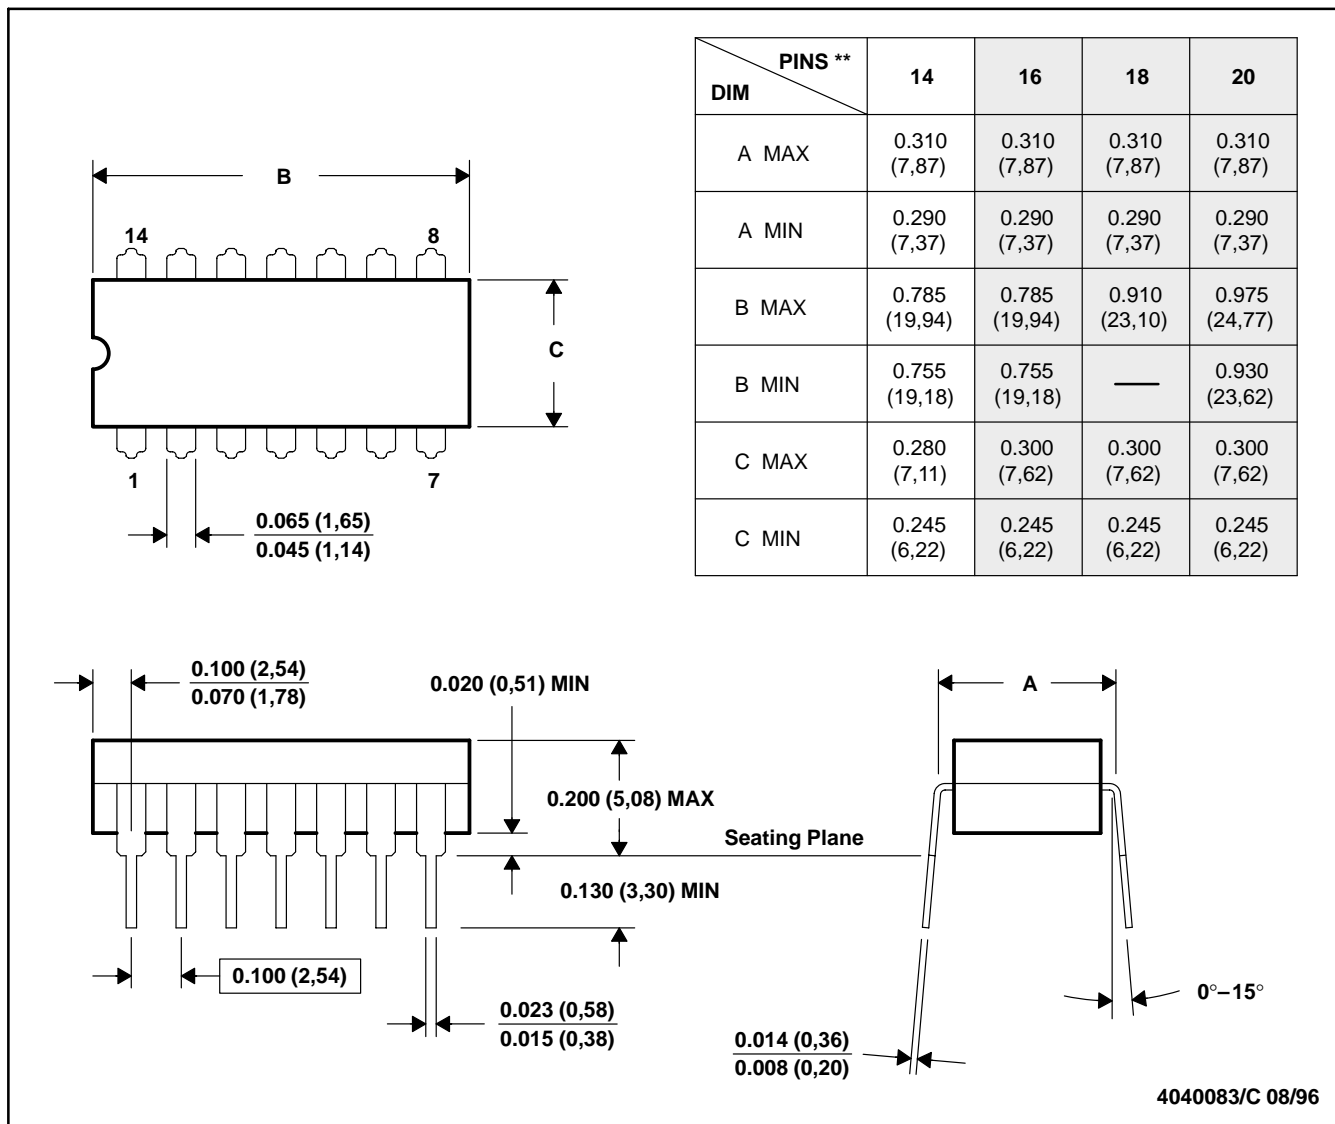 PINS **
DIM
14 16 18 20
A MAX
0.310 0.310 0.310 0.310
(7,87) (7,87) (7,87) (7,87)
A MIN
0.290 0.290 0.290 0.290
(7,37) (7,37) (7,37) (7,37)
B MAX
0.785 0.785 0.910 0.975
(19,94) (19,94) (23,10) (24,77)
B MIN
0.755 0.755 — 0.930
(19,18) (19,18) (23,62)
C MAX
0.280 0.300 0.300 0.300
(7,11) (7,62) (7,62) (7,62)
C MIN
0.245 0.245 0.245 0.245
(6,22) (6,22) (6,22) (6,22)
B
14
8
C
1
7
0.065 (1,65)
0.045 (1,14)
0.100 (2,54)
0.070 (1,78)
0.020 (0,51) MIN
0.200 (5,08) MAX
Seating Plane
0.130 (3,30) MIN
0.100 (2,54)
0.023 (0,58)
0.015 (0,38)
A
0°–15°
0.014 (0,36)
0.008 (0,20)
4040083/C 08/96